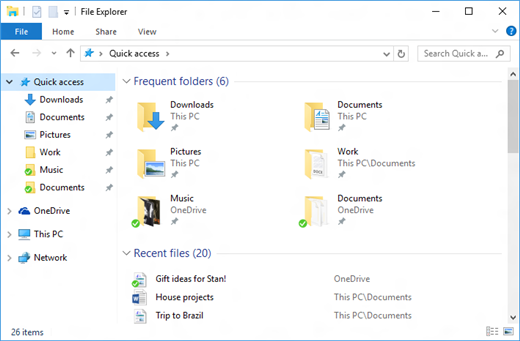 File Explorer
File Home Share View
Quick access
Search Quick a...
Quick access
Downloads
Documents
Pictures
Work
Music
Documents
OneDrive
This PC
Network
Frequent folders (6)
Downloads
This PC
Documents
This PC
Pictures
This PC
Work
This PC\Documents
Music
OneDrive
Documents
OneDrive
Recent files (20)
Gift ideas for Stan! OneDrive
House projects This PC\Documents
Trip to Brazil This PC\Documents
26 items